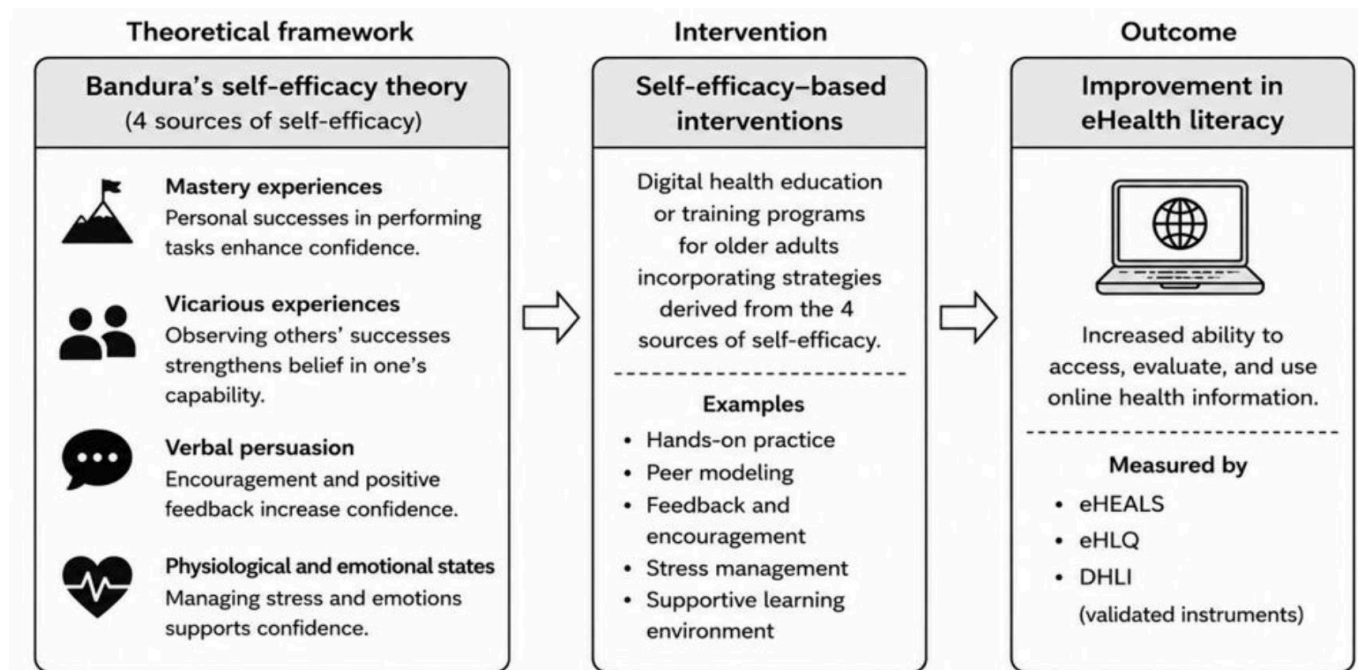 Theoretical framework
Bandura's self-efficacy theory
(4 sources of self-efficacy)
Mastery experiences
Personal successes in performing
tasks enhance confidence.
Vicarious experiences
Observing others' successes
strengthens belief in one's
capability.
Verbal persuasion
Encouragement and positive
feedback increase confidence.
Physiological and emotional states
Managing stress and emotions
supports confidence.
Intervention
Self-efficacy–based
interventions
Digital health education
or training programs
for older adults
incorporating strategies
derived from the 4
sources of self-efficacy.
Examples
• Hands-on practice
• Peer modeling
• Feedback and
encouragement
• Stress management
• Supportive learning
environment
Outcome
Improvement in
eHealth literacy
Increased ability to
access, evaluate, and use
online health information.
Measured by
• eHEALS
• eHLQ
• DHLI
(validated instruments)